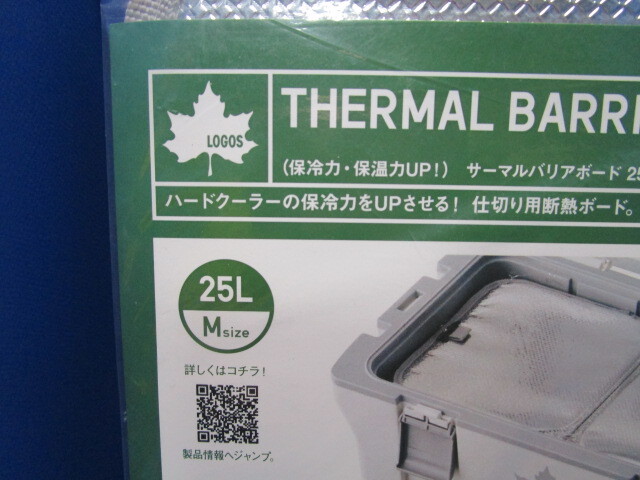 LOGOS
THERMAL BARRI
(保冷力・保温力UP!) サーマルバリアボード 25
ハードクーラーの保冷力をUPさせる! 仕切り用断熱ボード。
25L
M size
詳しくはコチラ!
製品情報へジャンプ。